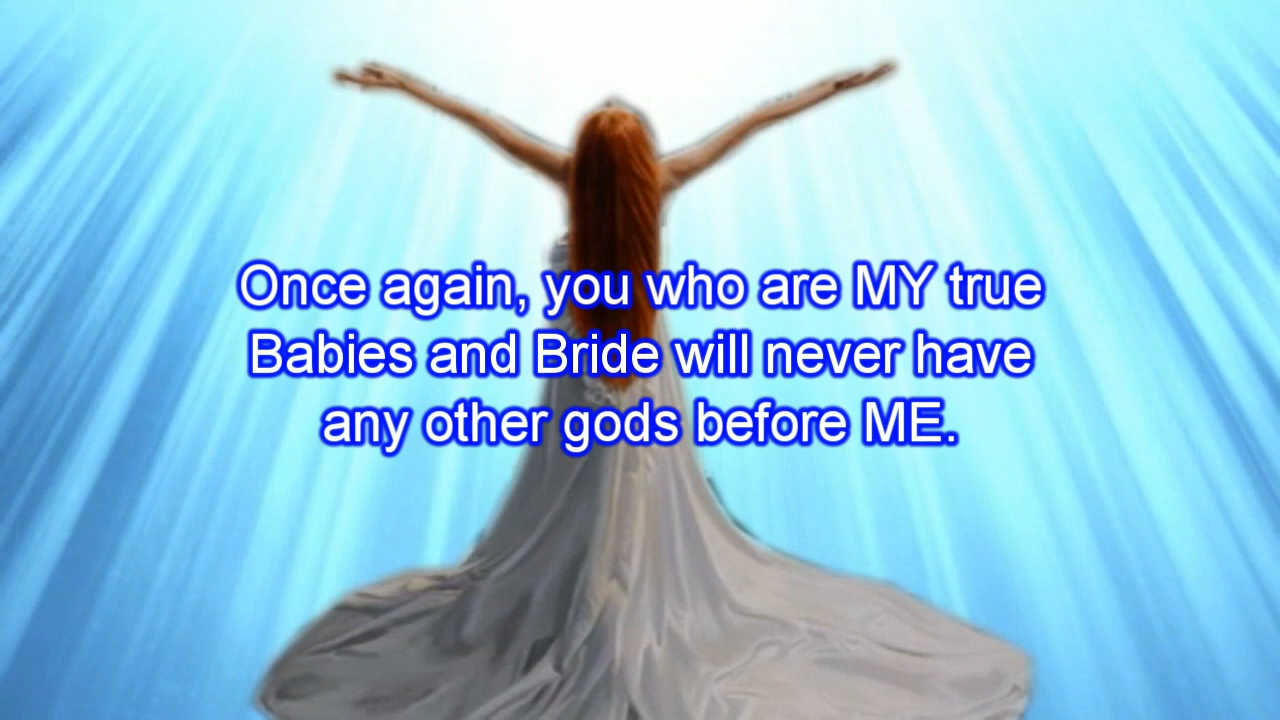 Once again, you who are MY true
Babies and Bride will never have
any other gods before ME.